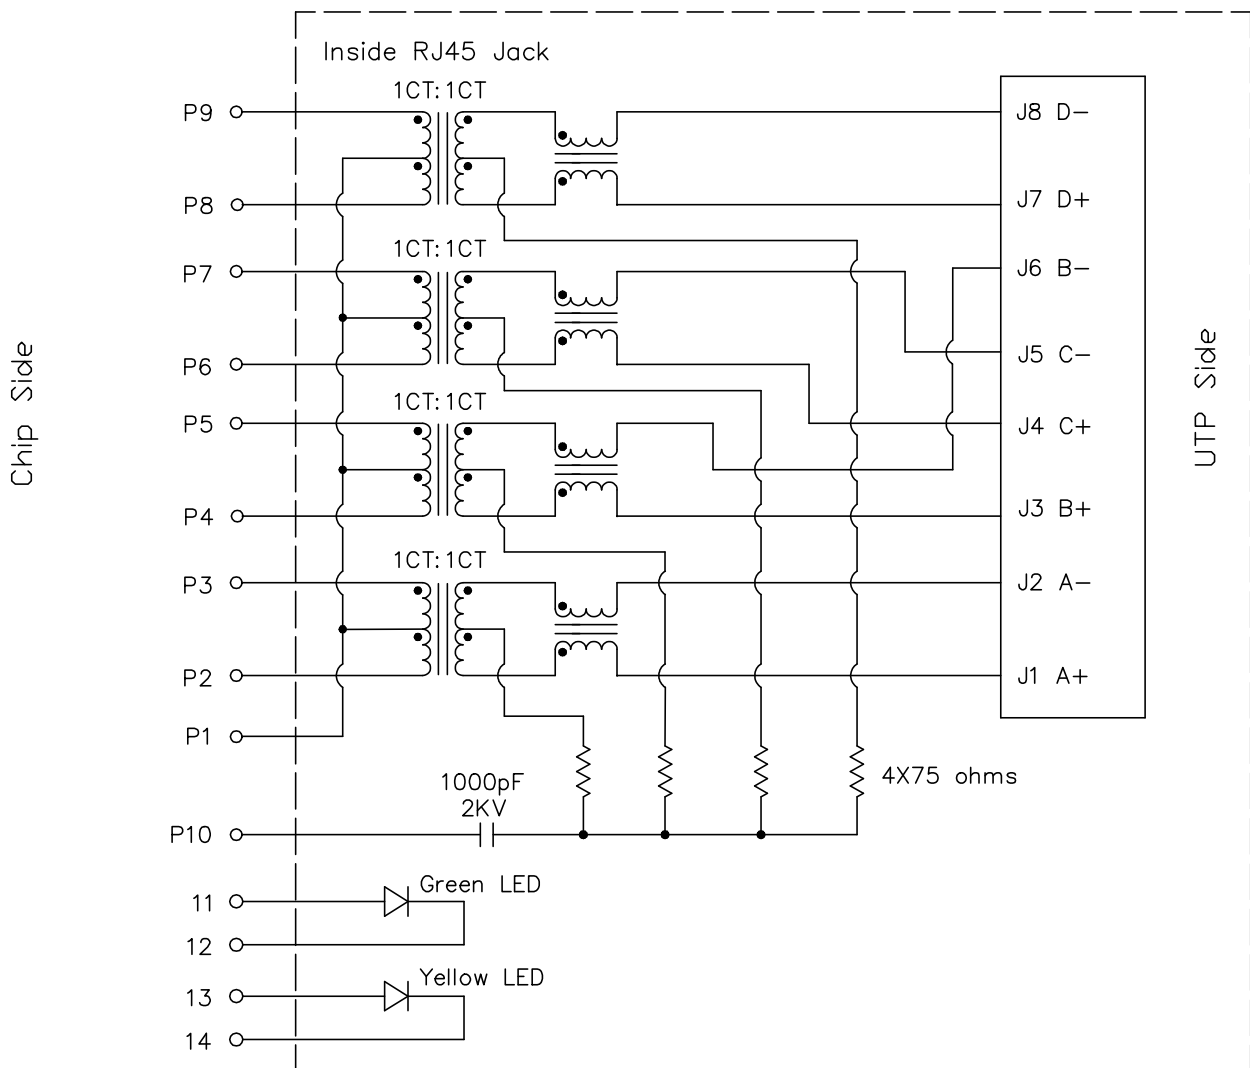 Inside RJ45 Jack
1CT:1CT
P9
J8 D-
P8
J7 D+
1CT:1CT
P7
J6 B-
P6
J5 C-
1CT:1CT
P5
J4 C+
P4
J3 B+
1CT:1CT
P3
J2 A-
P2
J1 A+
P1
Chip Side
UTP Side
4X75 ohms
1000pF
2KV
P10
Green LED
11
12
Yellow LED
13
14